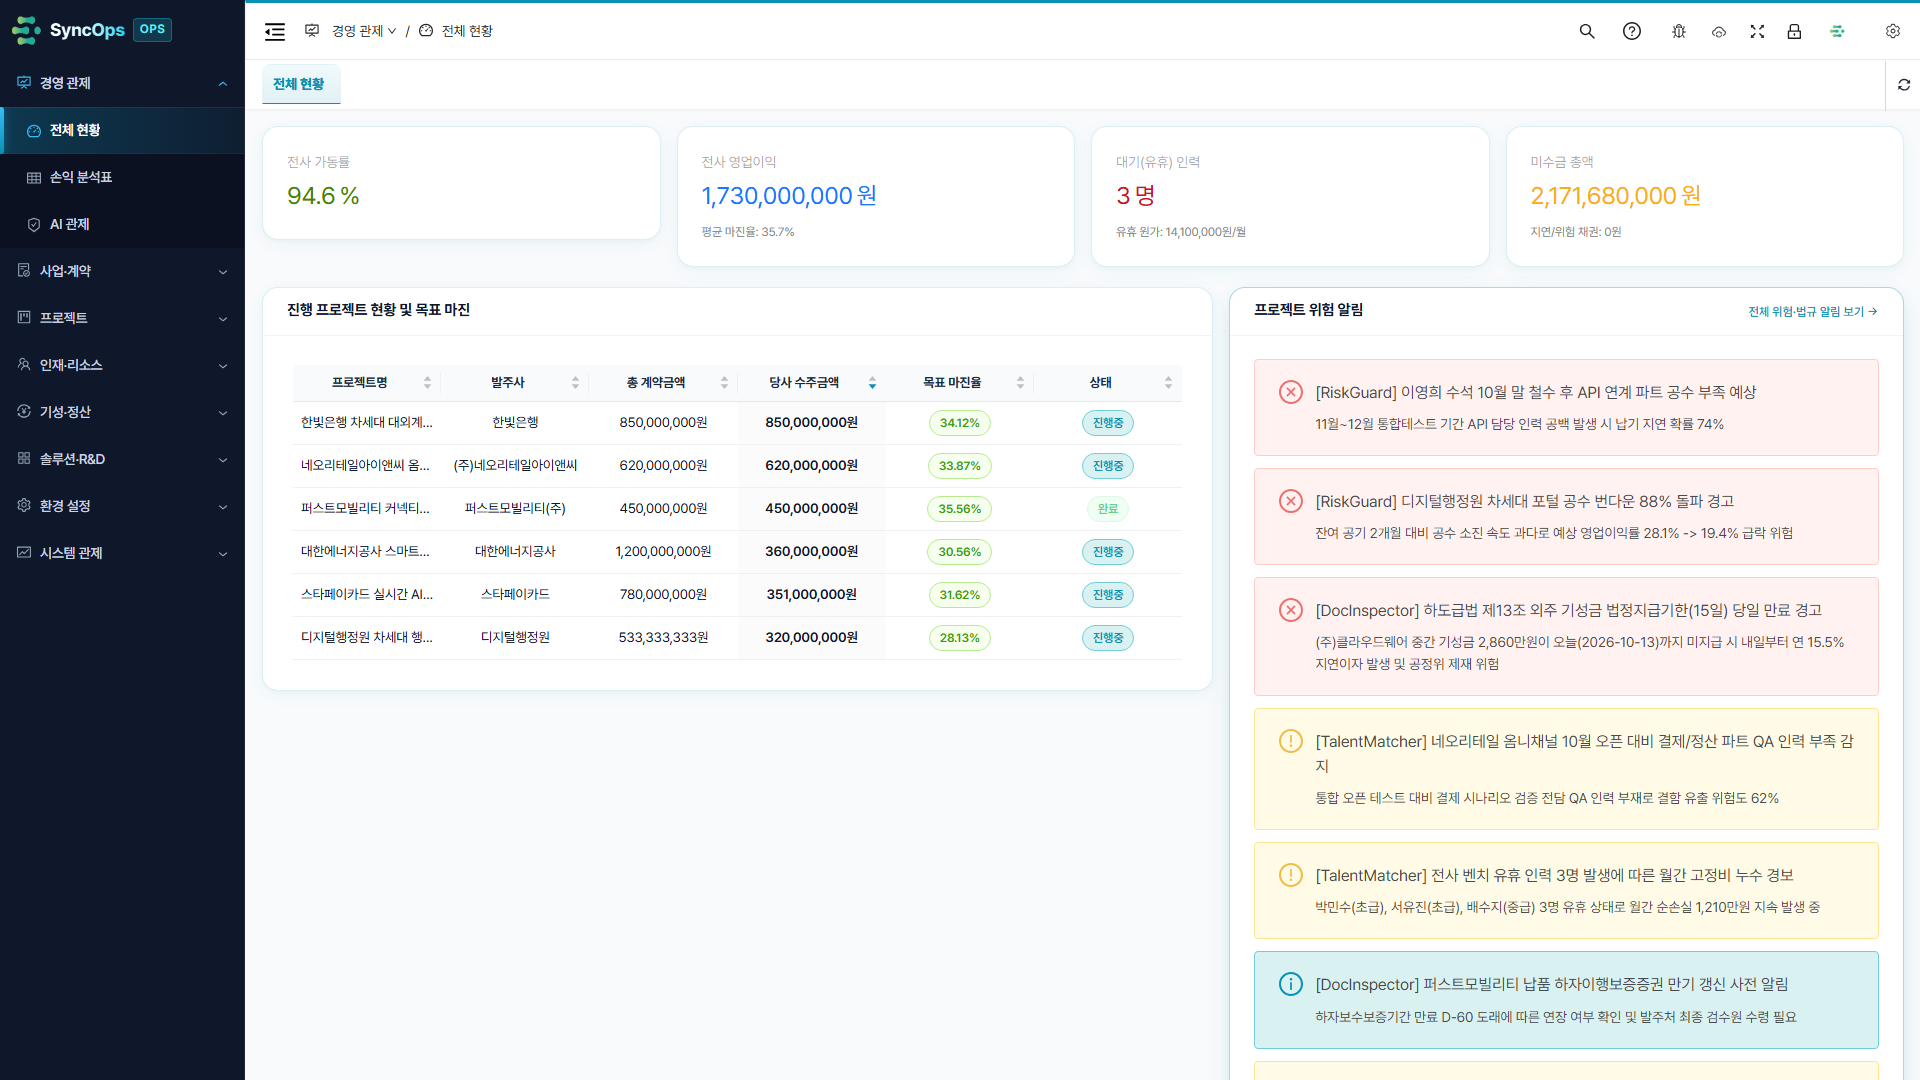 SyncOps OPS
경영 관제
전체 현황
손익 분석표
AI 관제
사업·계약
프로젝트
인재·리소스
기성·정산
솔루션·R&D
환경 설정
시스템 관제
경영 관제 / 전체 현황
전체 현황
전사 가동률
94.6 %
전사 영업이익
1,730,000,000 원
평균 마진율: 35.7%
대기(유휴) 인력
3 명
유휴 원가: 14,100,000원/월
미수금 총액
2,171,680,000 원
지연/위험 채권: 0원
진행 프로젝트 현황 및 목표 마진
프로젝트명 발주사 총 계약금액 당사 수주금액 목표 마진율 상태
한빛은행 차세대 대외계... 한빛은행 850,000,000원 850,000,000원 34.12% 진행중
네오리테일아이앤씨 옴... (주)네오리테일아이앤씨 620,000,000원 620,000,000원 33.87% 진행중
퍼스트모빌리티 커넥티... 퍼스트모빌리티(주) 450,000,000원 450,000,000원 35.56% 완료
대한에너지공사 스마트... 대한에너지공사 1,200,000,000원 360,000,000원 30.56% 진행중
스타페이카드 실시간 AI... 스타페이카드 780,000,000원 351,000,000원 31.62% 진행중
디지털행정원 차세대 행... 디지털행정원 533,333,333원 320,000,000원 28.13% 진행중
프로젝트 위험 알림
전체 위험·법규 알림 보기 →
[RiskGuard] 이영희 수석 10월 말 철수 후 API 연계 파트 공수 부족 예상
11월~12월 통합테스트 기간 API 담당 인력 공백 발생 시 납기 지연 확률 74%
[RiskGuard] 디지털행정원 차세대 포털 공수 번다운 88% 돌파 경고
잔여 공기 2개월 대비 공수 소진 속도 과다로 예상 영업이익률 28.1% -> 19.4% 급락 위험
[DocInspector] 하도급법 제13조 외주 기성금 법정지급기한(15일) 당일 만료 경고
(주)클라우드웨어 중간 기성금 2,860만원이 오늘(2026-10-13)까지 미지급 시 내일부터 연 15.5%
지연이자 발생 및 공정위 제재 위험
[TalentMatcher] 네오리테일 옴니채널 10월 오픈 대비 결제/정산 파트 QA 인력 부족 감
지
통합 오픈 테스트 대비 결제 시나리오 검증 전담 QA 인력 부재로 결함 유출 위험도 62%
[TalentMatcher] 전사 벤치 유휴 인력 3명 발생에 따른 월간 고정비 누수 경보
박민수(초급), 서유진(초급), 배수지(중급) 3명 유휴 상태로 월간 순손실 1,210만원 지속 발생 중
[DocInspector] 퍼스트모빌리티 납품 하자이행보증증권 만기 갱신 사전 알림
하자보수보증기간 만료 D-60 도래에 따른 연장 여부 확인 및 발주처 최종 검수원 수령 필요